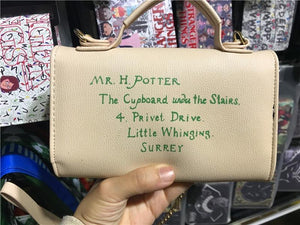 MR. H. POTTER
The Cupboard under the Stairs,
4. Privet Drive.
Little Whinging.
SURREY